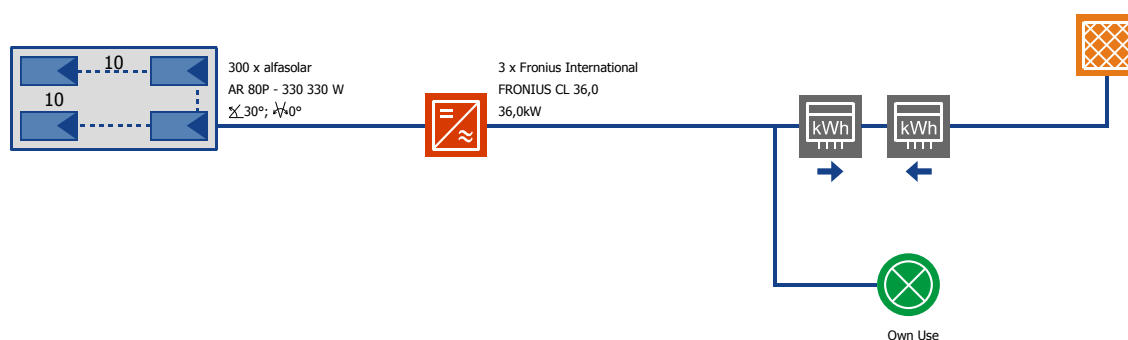 10
10
300 x alfasolar
AR 80P - 330 330 W
30°; 0°
3 x Fronius International
FRONIUS CL 36,0
36,0kW
kWh
kWh
Own Use